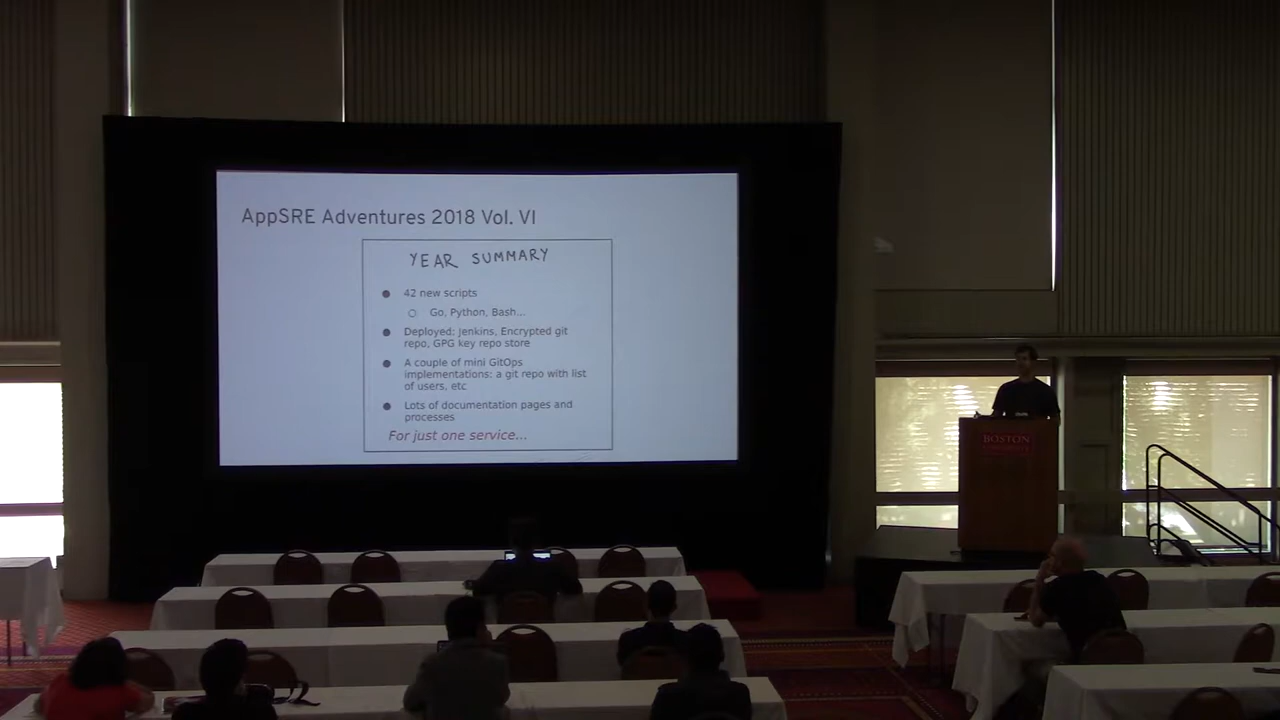 AppSRE Adventures 2018 Vol. VI
YEAR SUMMARY
42 new scripts
Go, Python, Bash...
Deployed: Jenkins, Encrypted git
repo, GPG key repo store
A couple of mini GitOps
implementations: a git repo with list
of users, etc
Lots of documentation pages and
processes
For just one service...
BOSTON